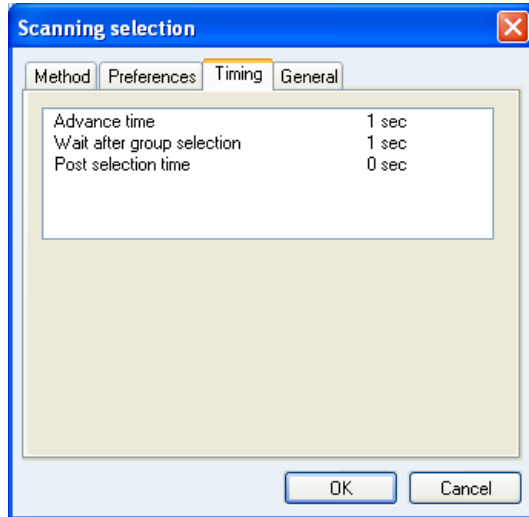 Scanning selection
Method Preferences Timing General
Advance time 1 sec
Wait after group selection 1 sec
Post selection time 0 sec
OK Cancel